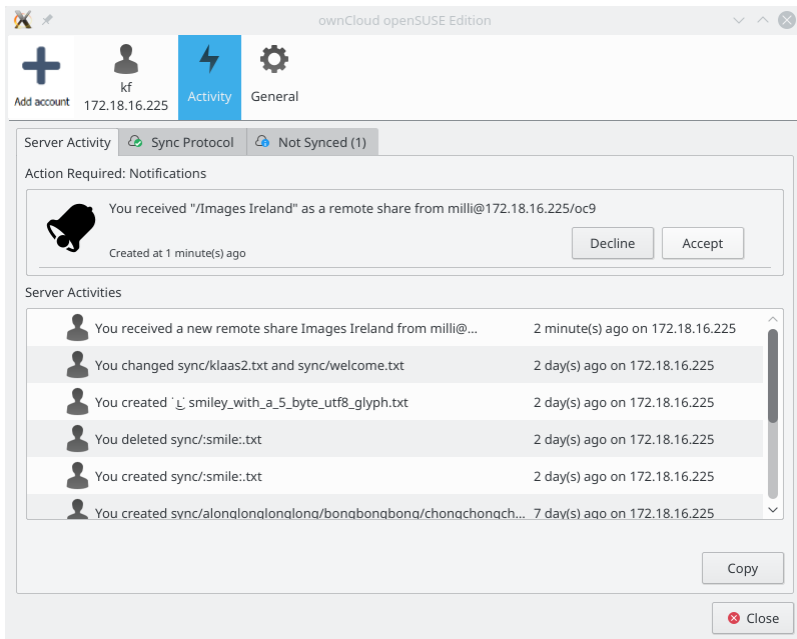 ownCloud openSUSE Edition
Add account
kf
172.18.16.225
Activity
General
Server Activity
Sync Protocol
Not Synced (1)
Action Required: Notifications
You received "/Images Ireland" as a remote share from milli@172.18.16.225/oc9
Created at 1 minute(s) ago
Decline
Accept
Server Activities
You received a new remote share Images Ireland from milli@... 2 minute(s) ago on 172.18.16.225
You changed sync/klaas2.txt and sync/welcome.txt 2 day(s) ago on 172.18.16.225
You created smiley_with_a_5_byte_utf8_glyph.txt 2 day(s) ago on 172.18.16.225
You deleted sync/:smile:.txt 2 day(s) ago on 172.18.16.225
You created sync/:smile:.txt 2 day(s) ago on 172.18.16.225
You created sync/alonglonglonglong/bongbongbong/chongchongch... 7 day(s) ago on 172.18.16.225
Copy
Close